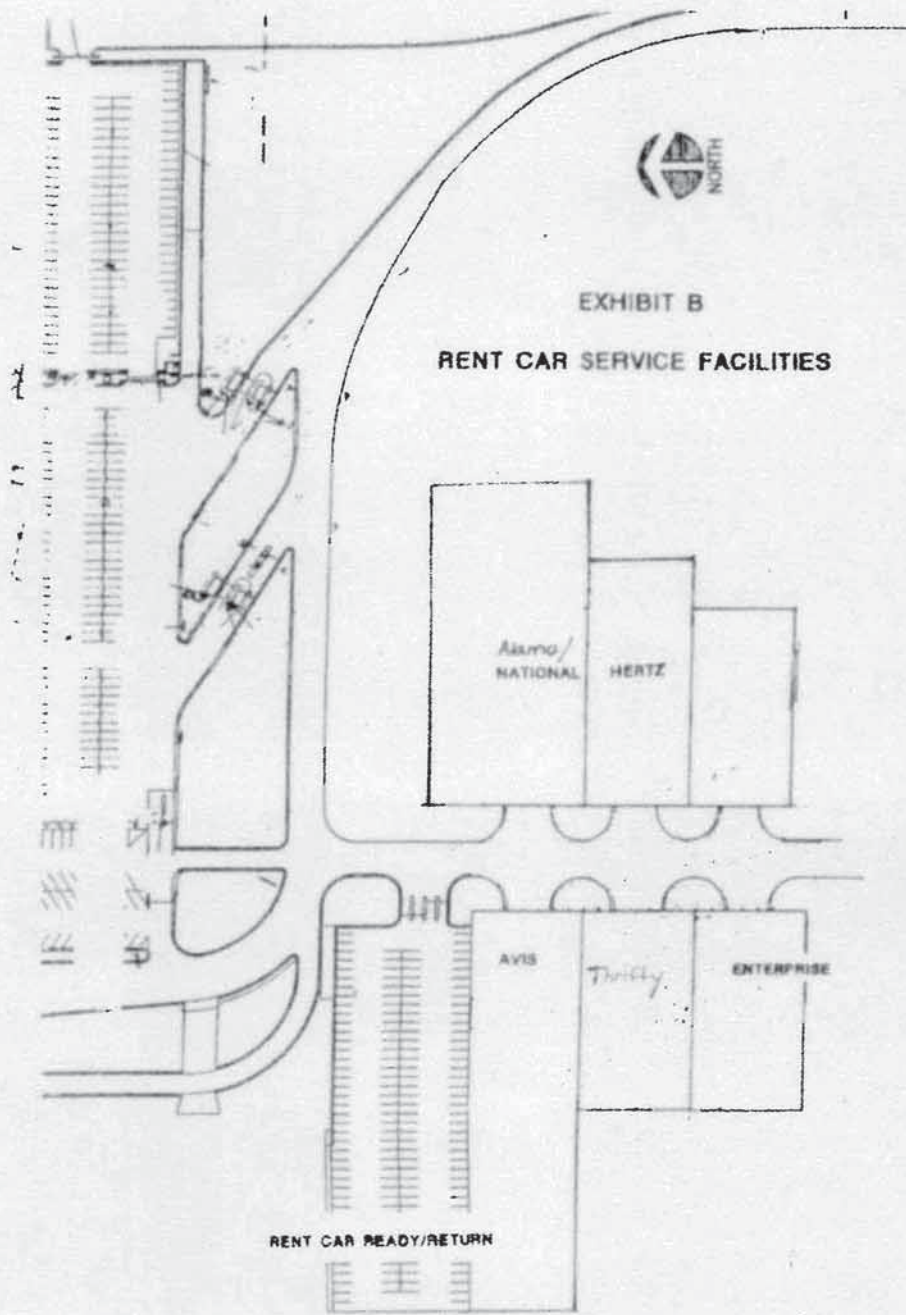 NORTH
EXHIBIT B
RENT CAR SERVICE FACILITIES
Alamo/
NATIONAL
HERTZ
AVIS
Thrifty
ENTERPRISE
RENT CAR READY/RETURN